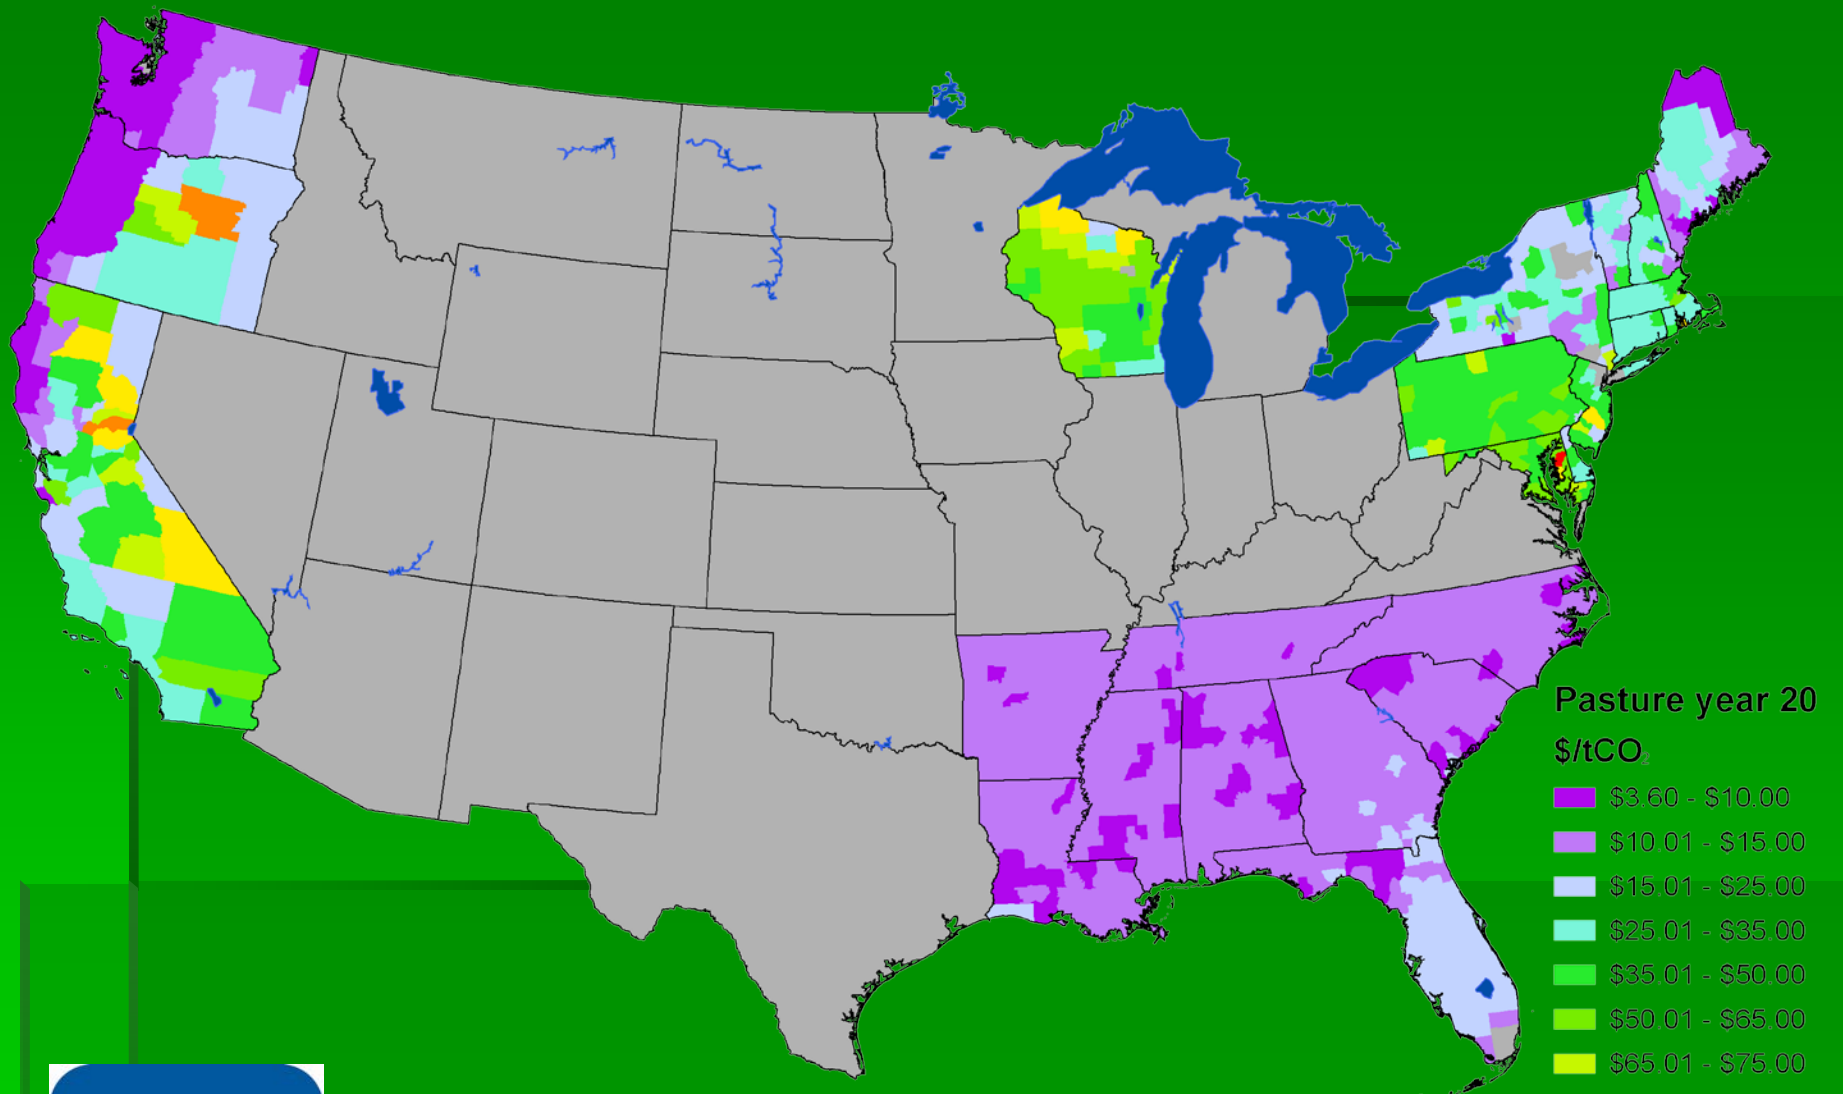 Pasture year 20
$/tCO₂
$3.60 - $10.00
$10.01 - $15.00
$15.01 - $25.00
$25.01 - $35.00
$35.01 - $50.00
$50.01 - $65.00
$65.01 - $75.00